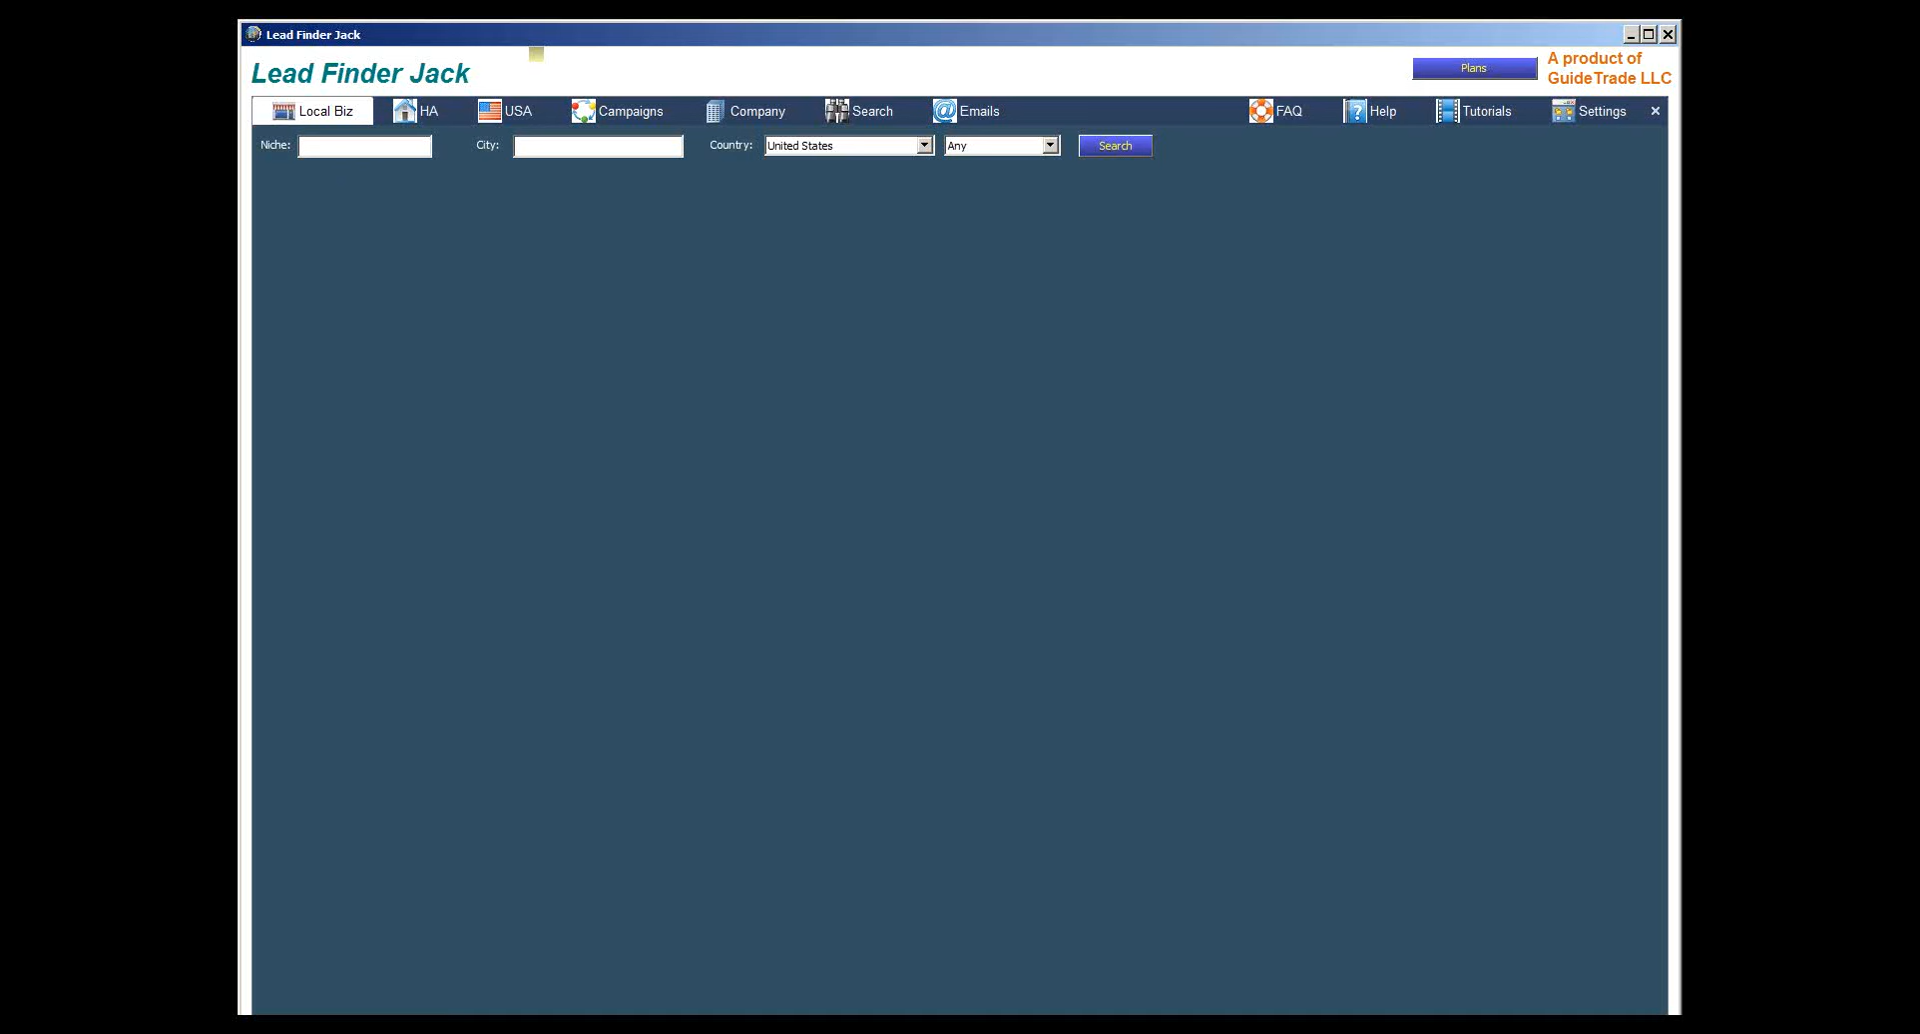 Lead Finder Jack
Lead Finder Jack
Plans
A product of
GuideTrade LLC
Local Biz HA USA Campaigns Company Search Emails FAQ Help Tutorials Settings
Niche: City: Country: United States Any Search